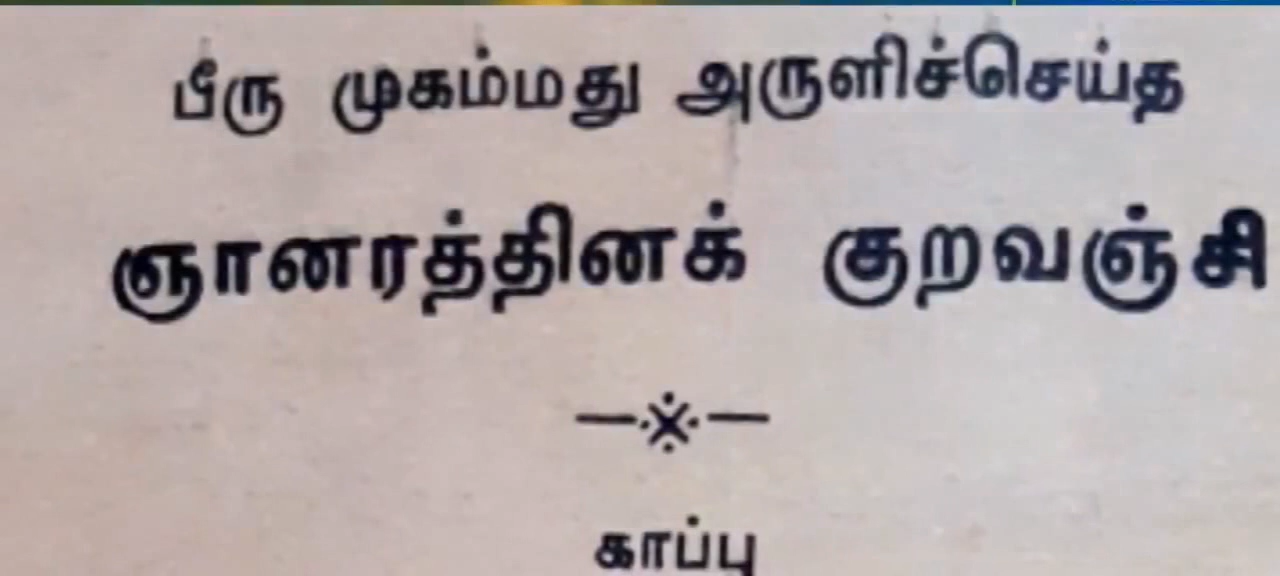 பீரு முகம்மது அருளிச்செய்த
ஞானரத்தினக் குறவஞ்சி
—※—
காப்பு